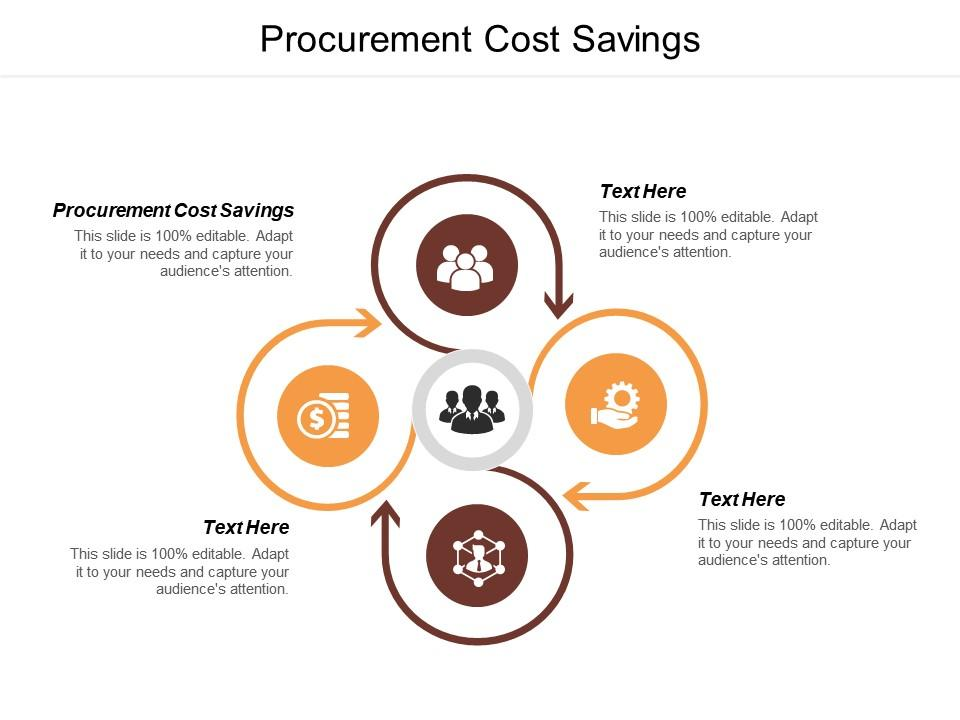 Procurement Cost Savings
Procurement Cost Savings
This slide is 100% editable. Adapt
it to your needs and capture your
audience's attention.
Text Here
This slide is 100% editable. Adapt
it to your needs and capture your
audience's attention.
$
Text Here
This slide is 100% editable. Adapt
it to your needs and capture your
audience's attention.
Text Here
This slide is 100% editable. Adapt
it to your needs and capture your
audience's attention.